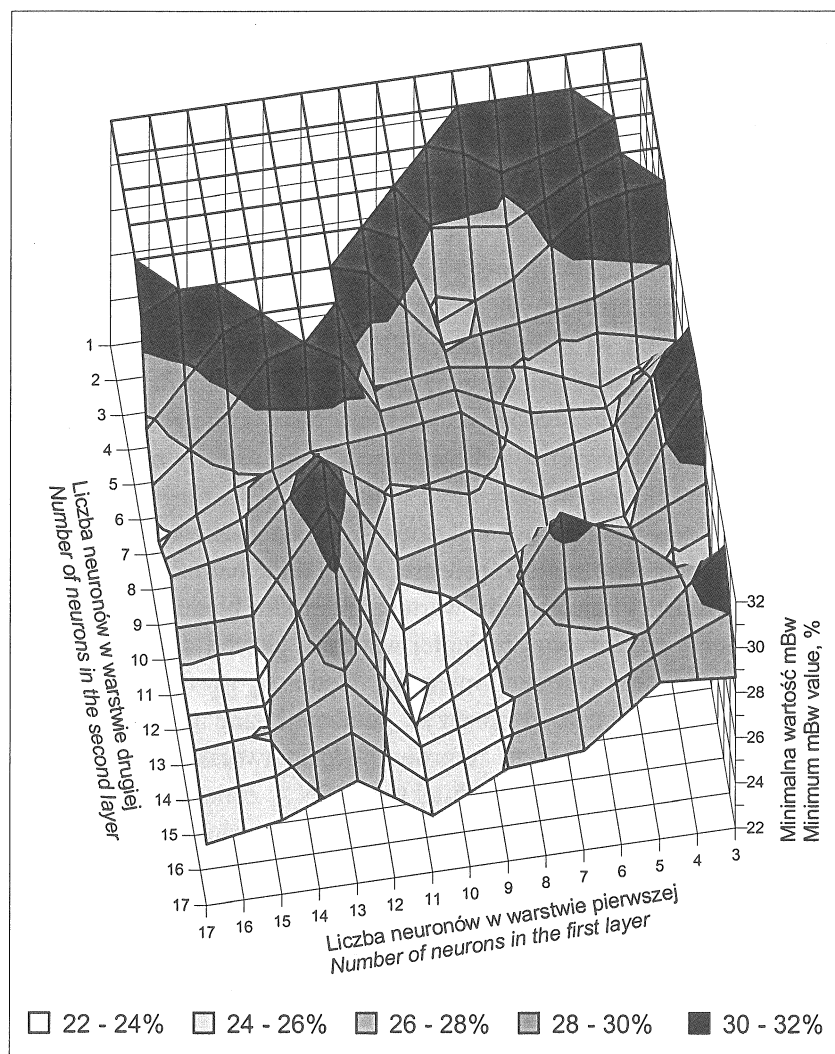 1
2
3
4
5
6
7
8
9
10
11
12
13
14
15
16
17
Liczba neuronów w warstwie drugiej
Number of neurons in the second layer
17 16 15 14 13 12 11 10 9 8 7 6 5 4 3
Liczba neuronów w warstwie pierwszej
Number of neurons in the first layer
32
30
28
26
24
22
Minimalna wartość mBw
Minimum mBw value, %
22 - 24% 24 - 26% 26 - 28% 28 - 30% 30 - 32%